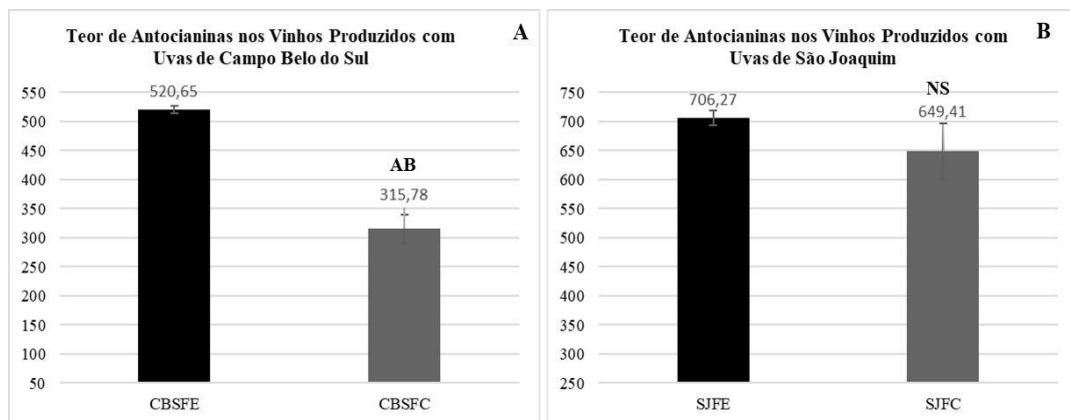 Teor de Antocianinas nos Vinhos Produzidos com
Uvas de Campo Belo do Sul
A
550
500
450
400
350
300
250
200
150
100
50
520,65
AB
315,78
CBSFE
CBSFC
Teor de Antocianinas nos Vinhos Produzidos com
Uvas de São Joaquim
B
750
700
650
600
550
500
450
400
350
300
250
706,27
NS
649,41
SJFE
SJFC